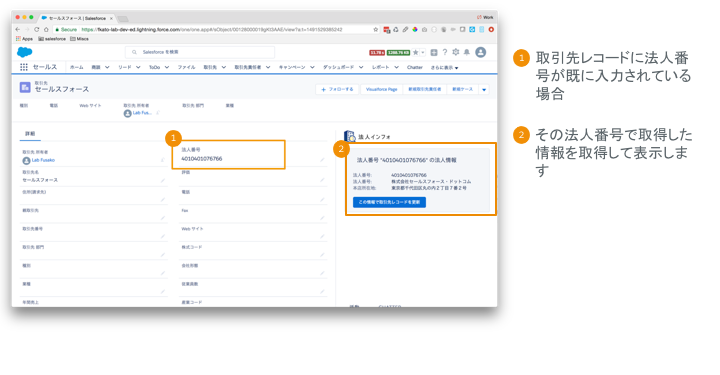 セールスフォース | Salesforce
Work
Secure https://fkato-lab-dev-ed.lightning.force.com/one/one.app#/sObject/00128000018gtl3AAE/view?a:t=1491929380242
Apps salesforce Miscs
Salesforce を検索
セールス ホーム 商談 リード ToDo ファイル 取引先 取引先責任者 キャンペーン ダッシュボード レポート Chatter さらに表示
取引先
セールスフォース
+ フォローする Visualforce Page 新規取引先責任者 新規ケース
種別 電話 Web サイト 取引先 所有者 取引先 部門 業種
Lab Fus...
詳細
取引先 所有者
Lab Fusako
取引先名
セールスフォース
住所(請求先)
親取引先
取引先番号
取引先 部門
種別
業種
年間売上
1
法人番号
4010401076766
評価
電話
Fax
Web サイト
株式コード
会社形態
従業員数
産業コード
法人インフォ
2
法人番号 "4010401076766" の法人情報
法人番号: 4010401076766
法人番号: 株式会社セールスフォース・ドットコム
本店所在地: 東京都千代田区丸の内２丁目７番２号
この情報で取引先レコードを更新
1 取引先レコードに法人番
号が既に入力されている
場合
2 その法人番号で取得した
情報を取得して表示しま
す